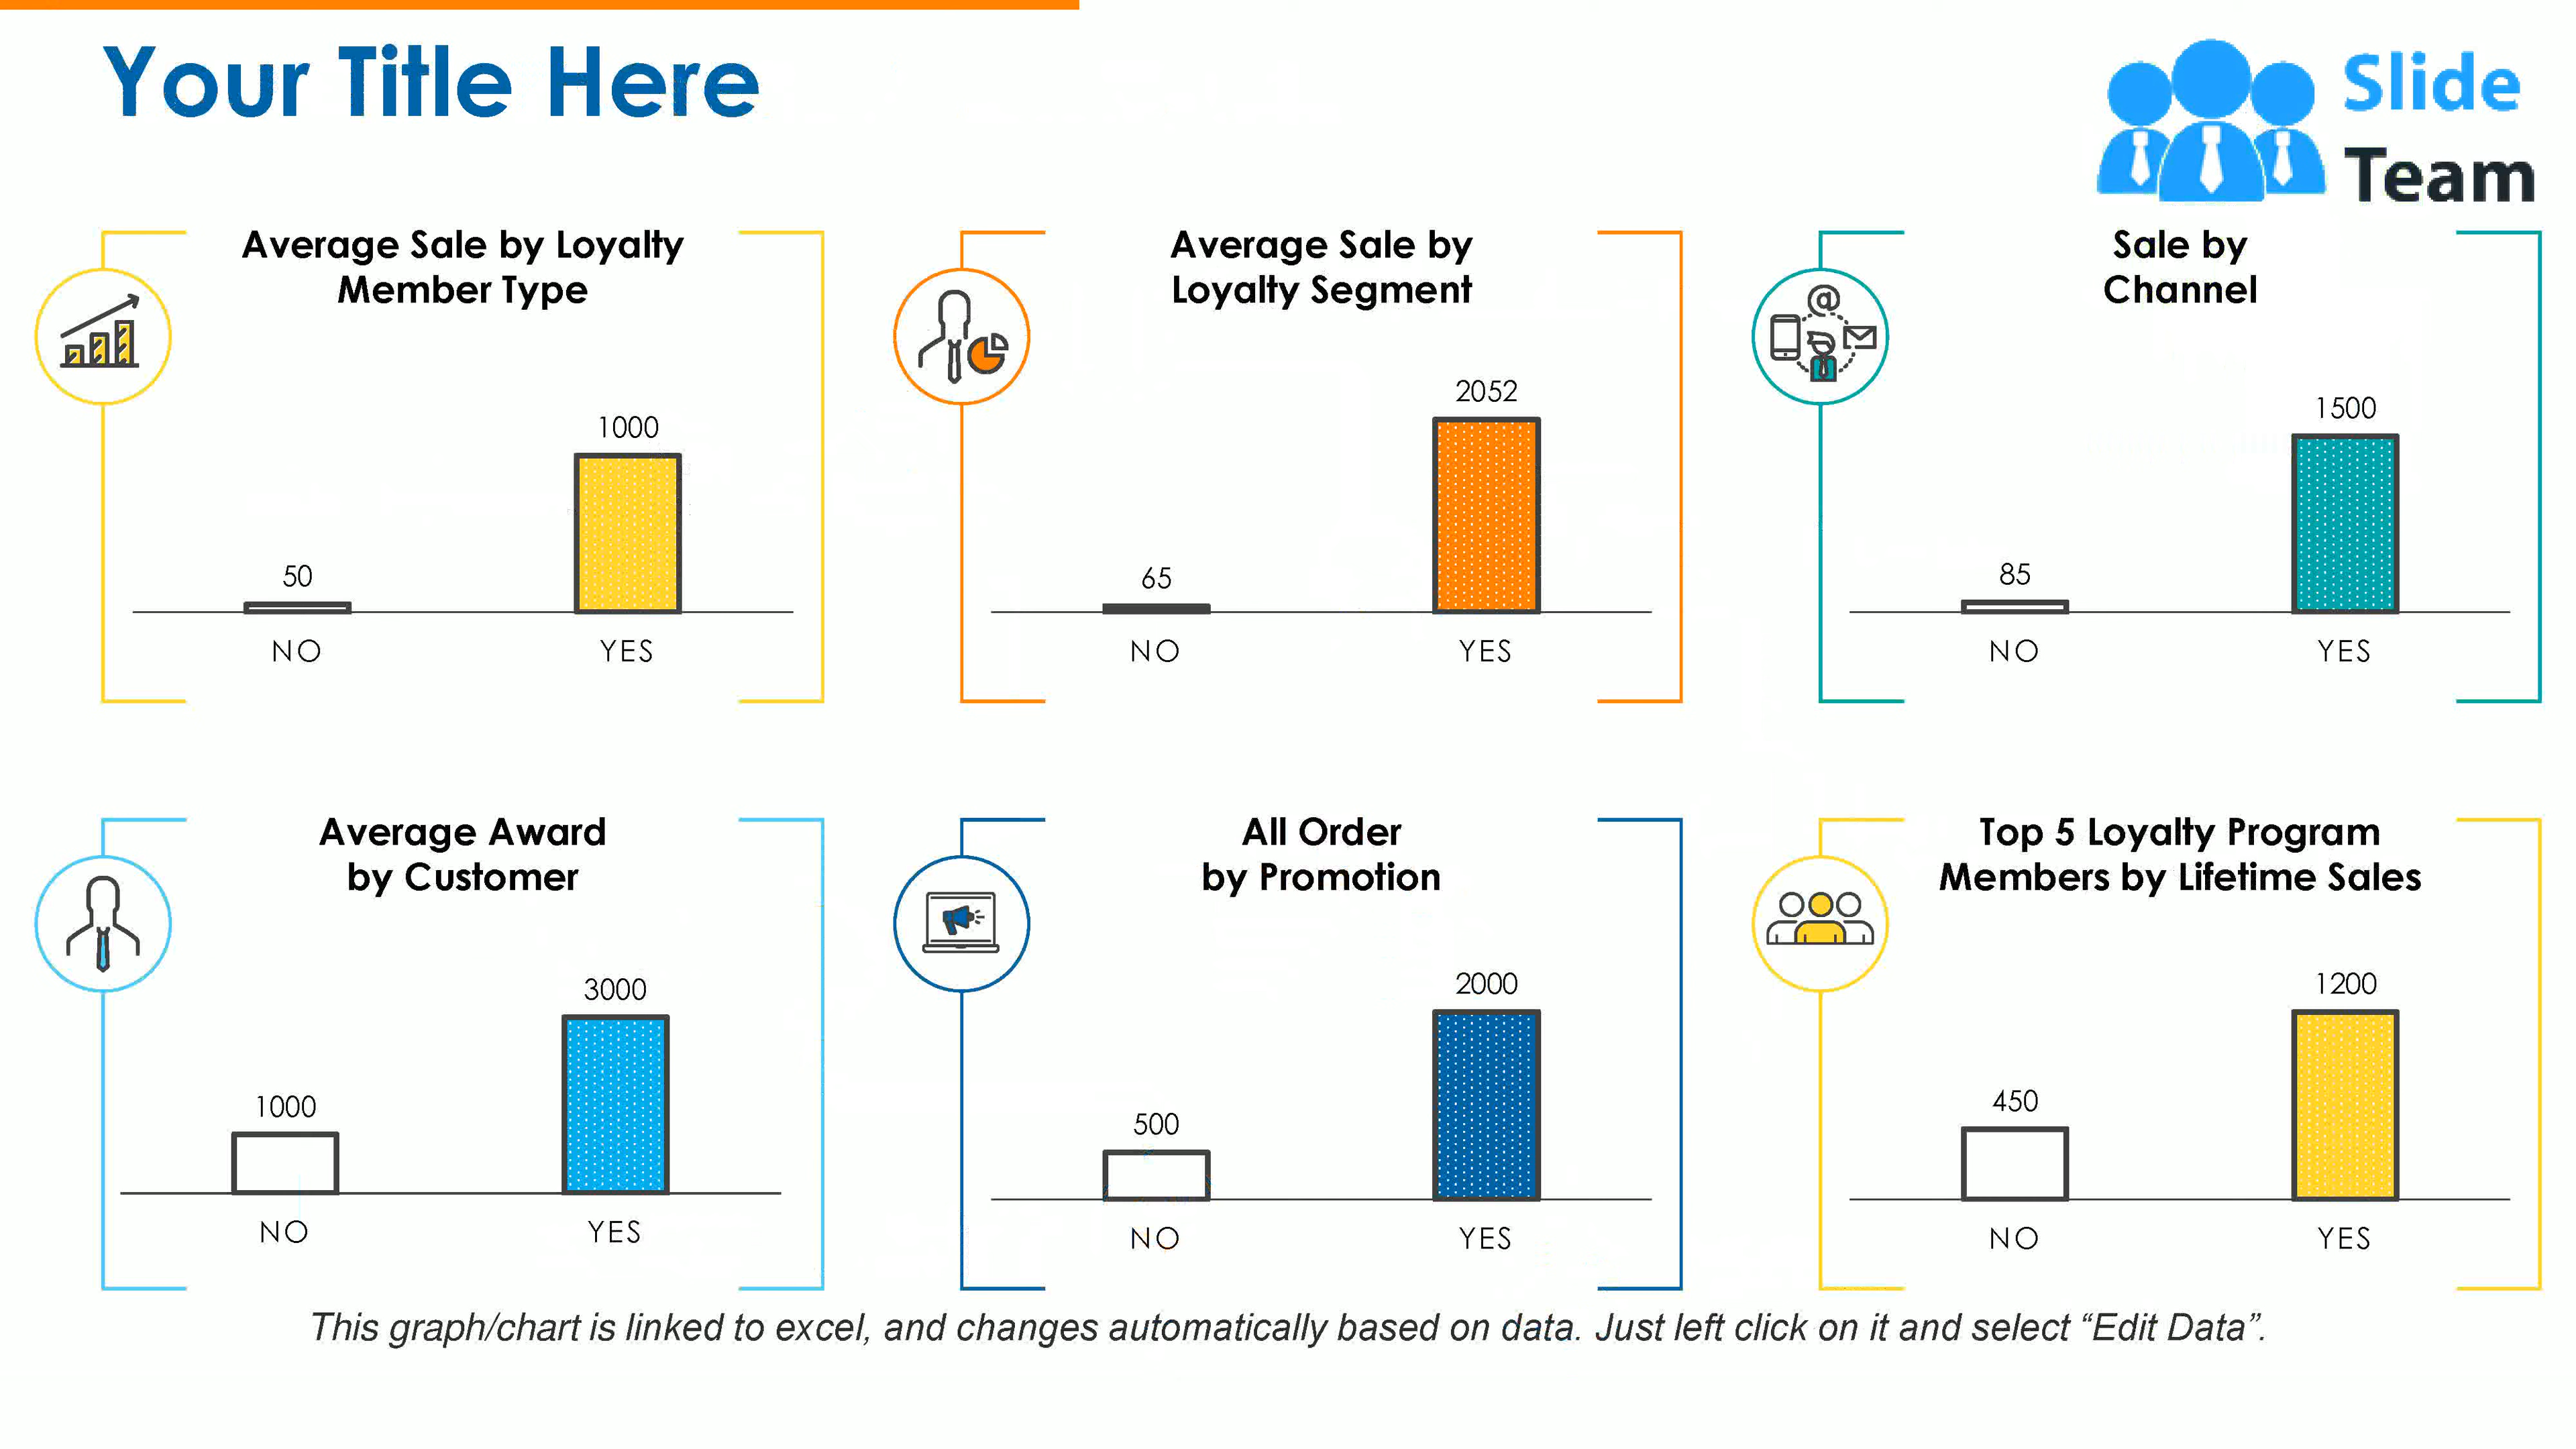 Your Title Here
Slide
Team
Average Sale by Loyalty
Member Type
1000
50
NO YES
Average Sale by
Loyalty Segment
2052
65
NO YES
Sale by
Channel
@
1500
85
NO YES
Average Award
by Customer
3000
1000
NO YES
All Order
by Promotion
2000
500
NO YES
Top 5 Loyalty Program
Members by Lifetime Sales
1200
450
NO YES
This graph/chart is linked to excel, and changes automatically based on data. Just left click on it and select “Edit Data”.